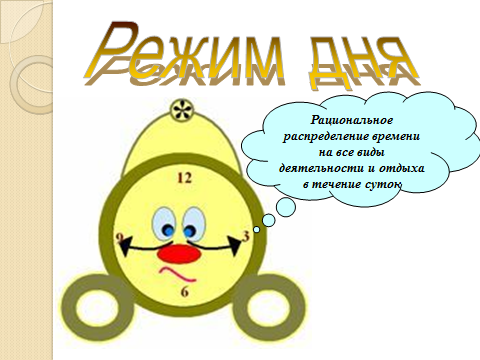 Режим дня
Рациональное
распределение времени
на все виды
деятельности и отдыха
в течение суток
12
9
3
6